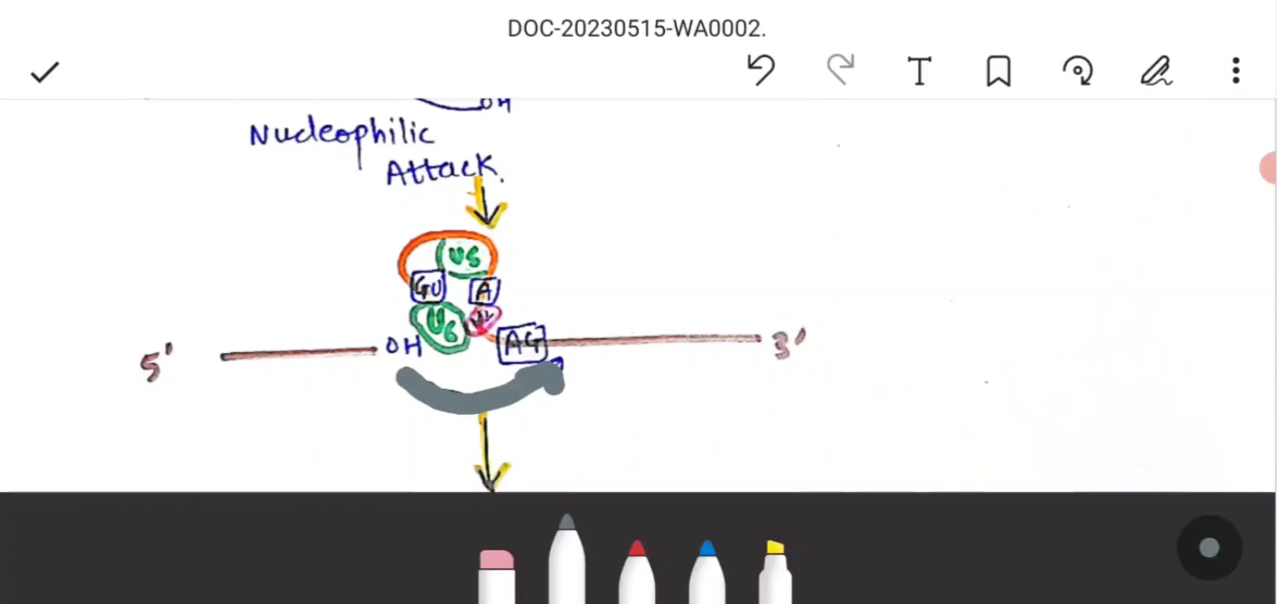 DOC-20230515-WA0002.
T
OH
Nucleophilic
Attack.
U5
GU
A
U6
OH
AG
5'
3'